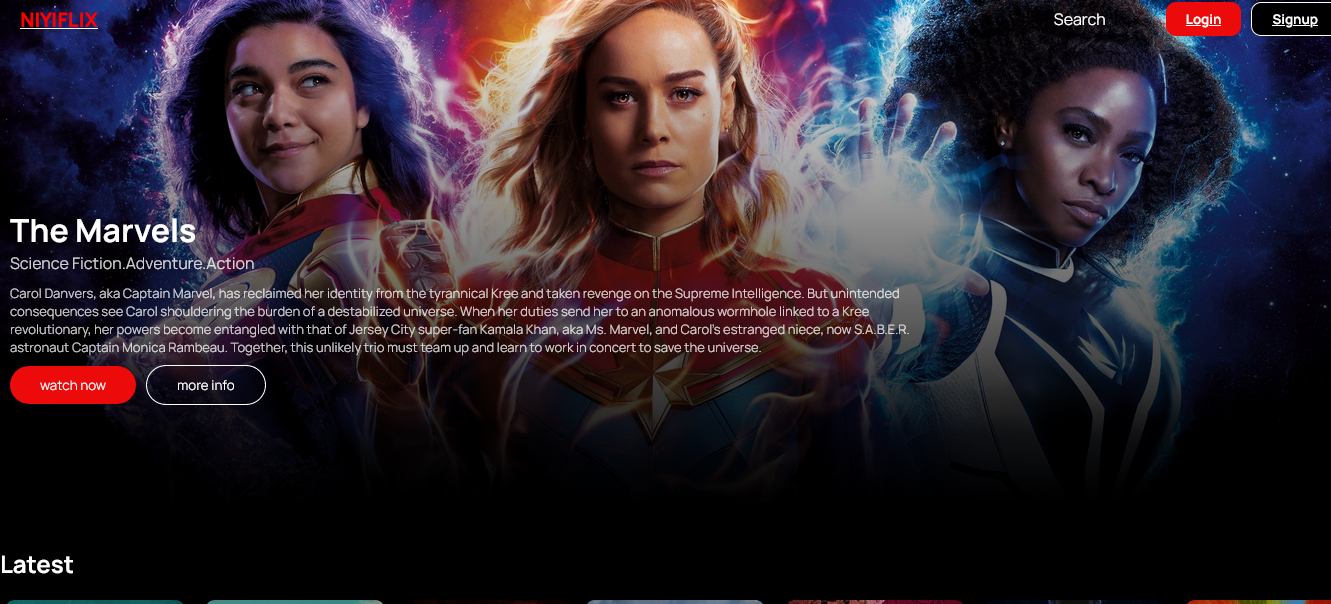 NIYIFLIX
Search
Login
Signup
The Marvels
Science Fiction.Adventure.Action
Carol Danvers, aka Captain Marvel, has reclaimed her identity from the tyrannical Kree and taken revenge on the Supreme Intelligence. But unintended
consequences see Carol shouldering the burden of a destabilized universe. When her duties send her to an anomalous wormhole linked to a Kree
revolutionary, her powers become entangled with that of Jersey City super-fan Kamala Khan, aka Ms. Marvel, and Carol's estranged niece, now S.A.B.E.R.
astronaut Captain Monica Rambeau. Together, this unlikely trio must team up and learn to work in concert to save the universe.
watch now
more info
Latest